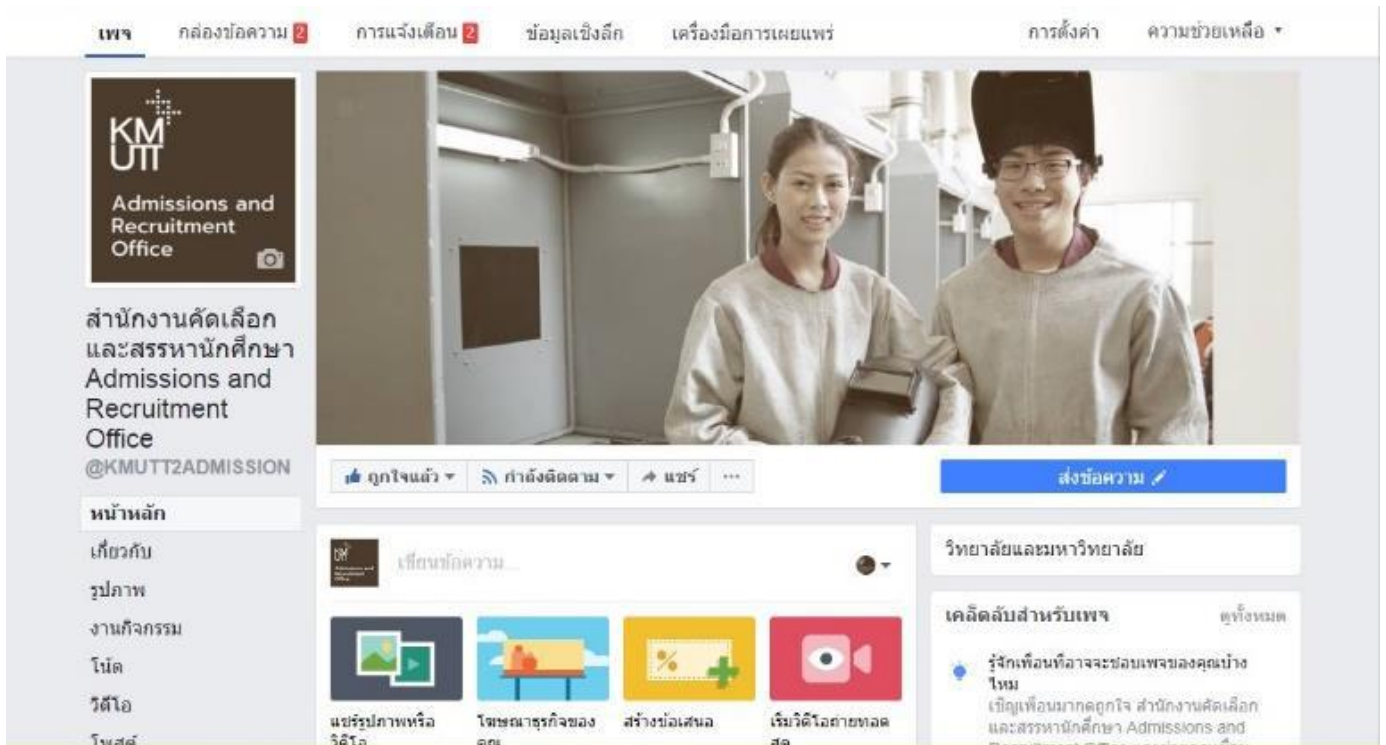 เพจ
กล่องข้อความ 2
การแจ้งเตือน 2
ข้อมูลเชิงลึก
เครื่องมือการเผยแพร่
การตั้งค่า
ความช่วยเหลือ
KM
UTT
Admissions and
Recruitment
Office
สำนักงานคัดเลือก
และสรรหานักศึกษา
Admissions and
Recruitment
Office
@KMUTT2ADMISSION
หน้าหลัก
เกี่ยวกับ
รูปภาพ
งานกิจกรรม
โน้ต
วิดีโอ
โพสต์
ถูกใจแล้ว
กำลังติดตาม
แชร์
...
ส่งข้อความ
เขียนข้อความ...
แชร์รูปภาพหรือ
วิดีโอ
โฆษณาธุรกิจของ
คุณ
%
สร้างข้อเสนอ
เริ่มวิดีโอถ่ายทอด
สด
วิทยาลัยและมหาวิทยาลัย
เคล็ดลับสำหรับเพจ
ดูทั้งหมด
รู้จักเพื่อนที่อาจจะชอบเพจของคุณบ้าง
ไหม
เชิญเพื่อนมากดถูกใจ สำนักงานคัดเลือก
และสรรหานักศึกษา Admissions and
Recruitment Office